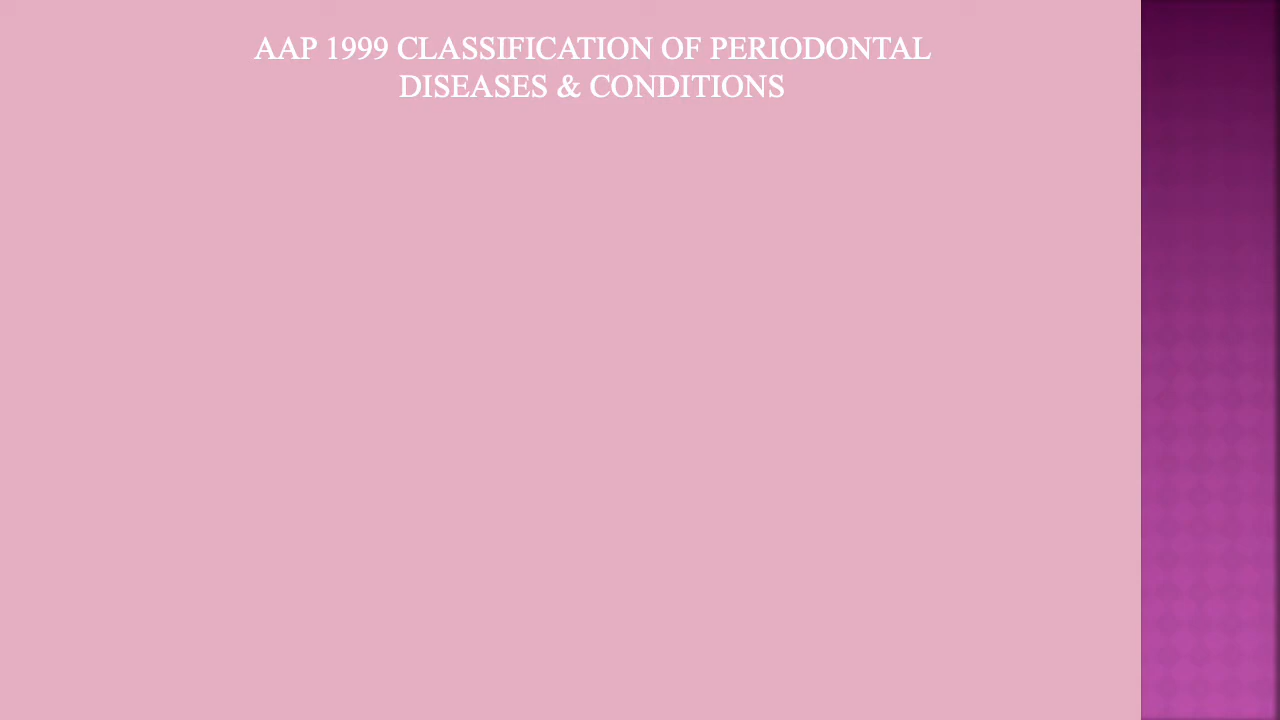 AAP 1999 CLASSIFICATION OF PERIODONTAL
DISEASES & CONDITIONS